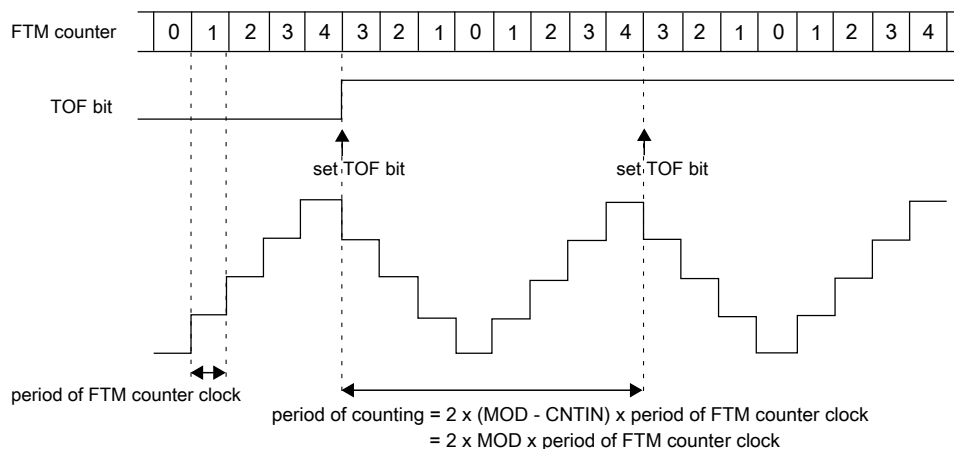 FTM counter 0 1 2 3 4 3 2 1 0 1 2 3 4 3 2 1 0 1 2 3 4
TOF bit
set TOF bit set TOF bit
period of FTM counter clock
period of counting = 2 x (MOD - CNTIN) x period of FTM counter clock
= 2 x MOD x period of FTM counter clock